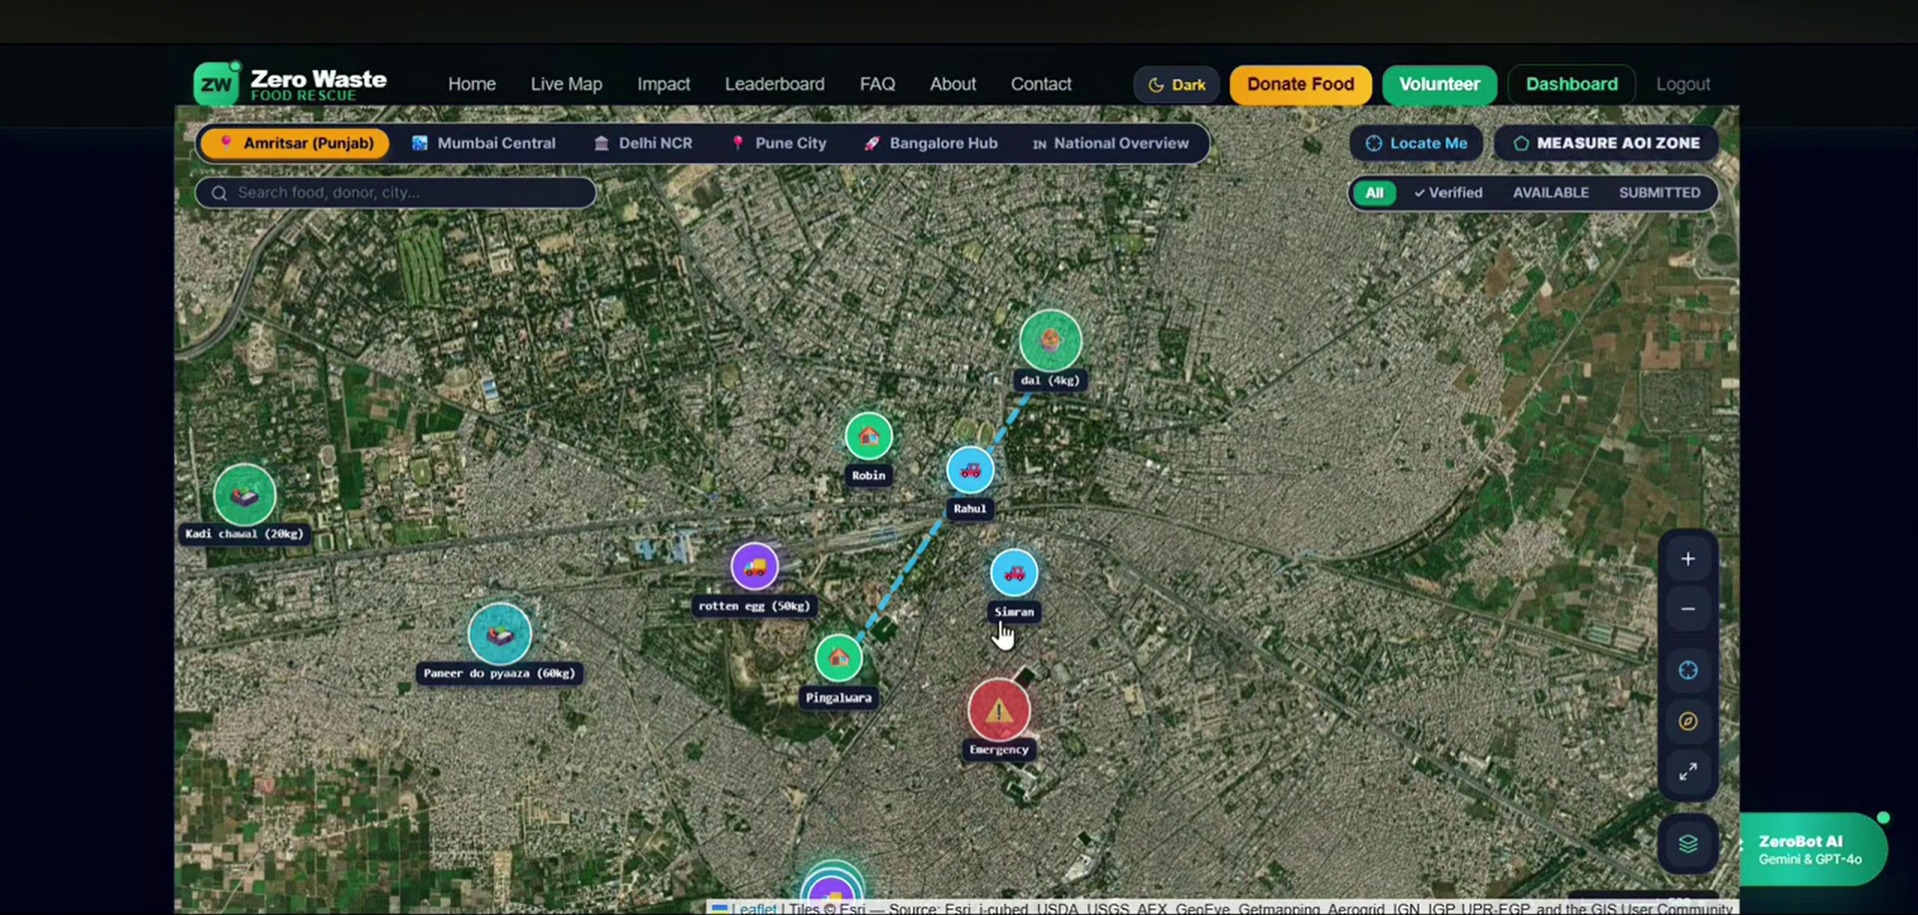 ZW
Zero Waste
FOOD RESCUE
Home
Live Map
Impact
Leaderboard
FAQ
About
Contact
Dark
Donate Food
Volunteer
Dashboard
Logout
Amritsar (Punjab)
Mumbai Central
Delhi NCR
Pune City
Bangalore Hub
IN National Overview
Locate Me
MEASURE AOI ZONE
Search food, donor, city...
All
✓ Verified
AVAILABLE
SUBMITTED
dal (4kg)
Robin
Rahul
Kadi chawal (20kg)
rotten egg (50kg)
Simran
Paneer do pyaaza (60kg)
Pingalwara
Emergency
ZeroBot AI
Gemini & GPT-4o
Leaflet | Tiles © Esri — Source: Esri, i-cubed, USDA, USGS, AEX, GeoEye, Getmapping, Aerogrid, IGN, IGP, UPR-EGP, and the GIS User Community